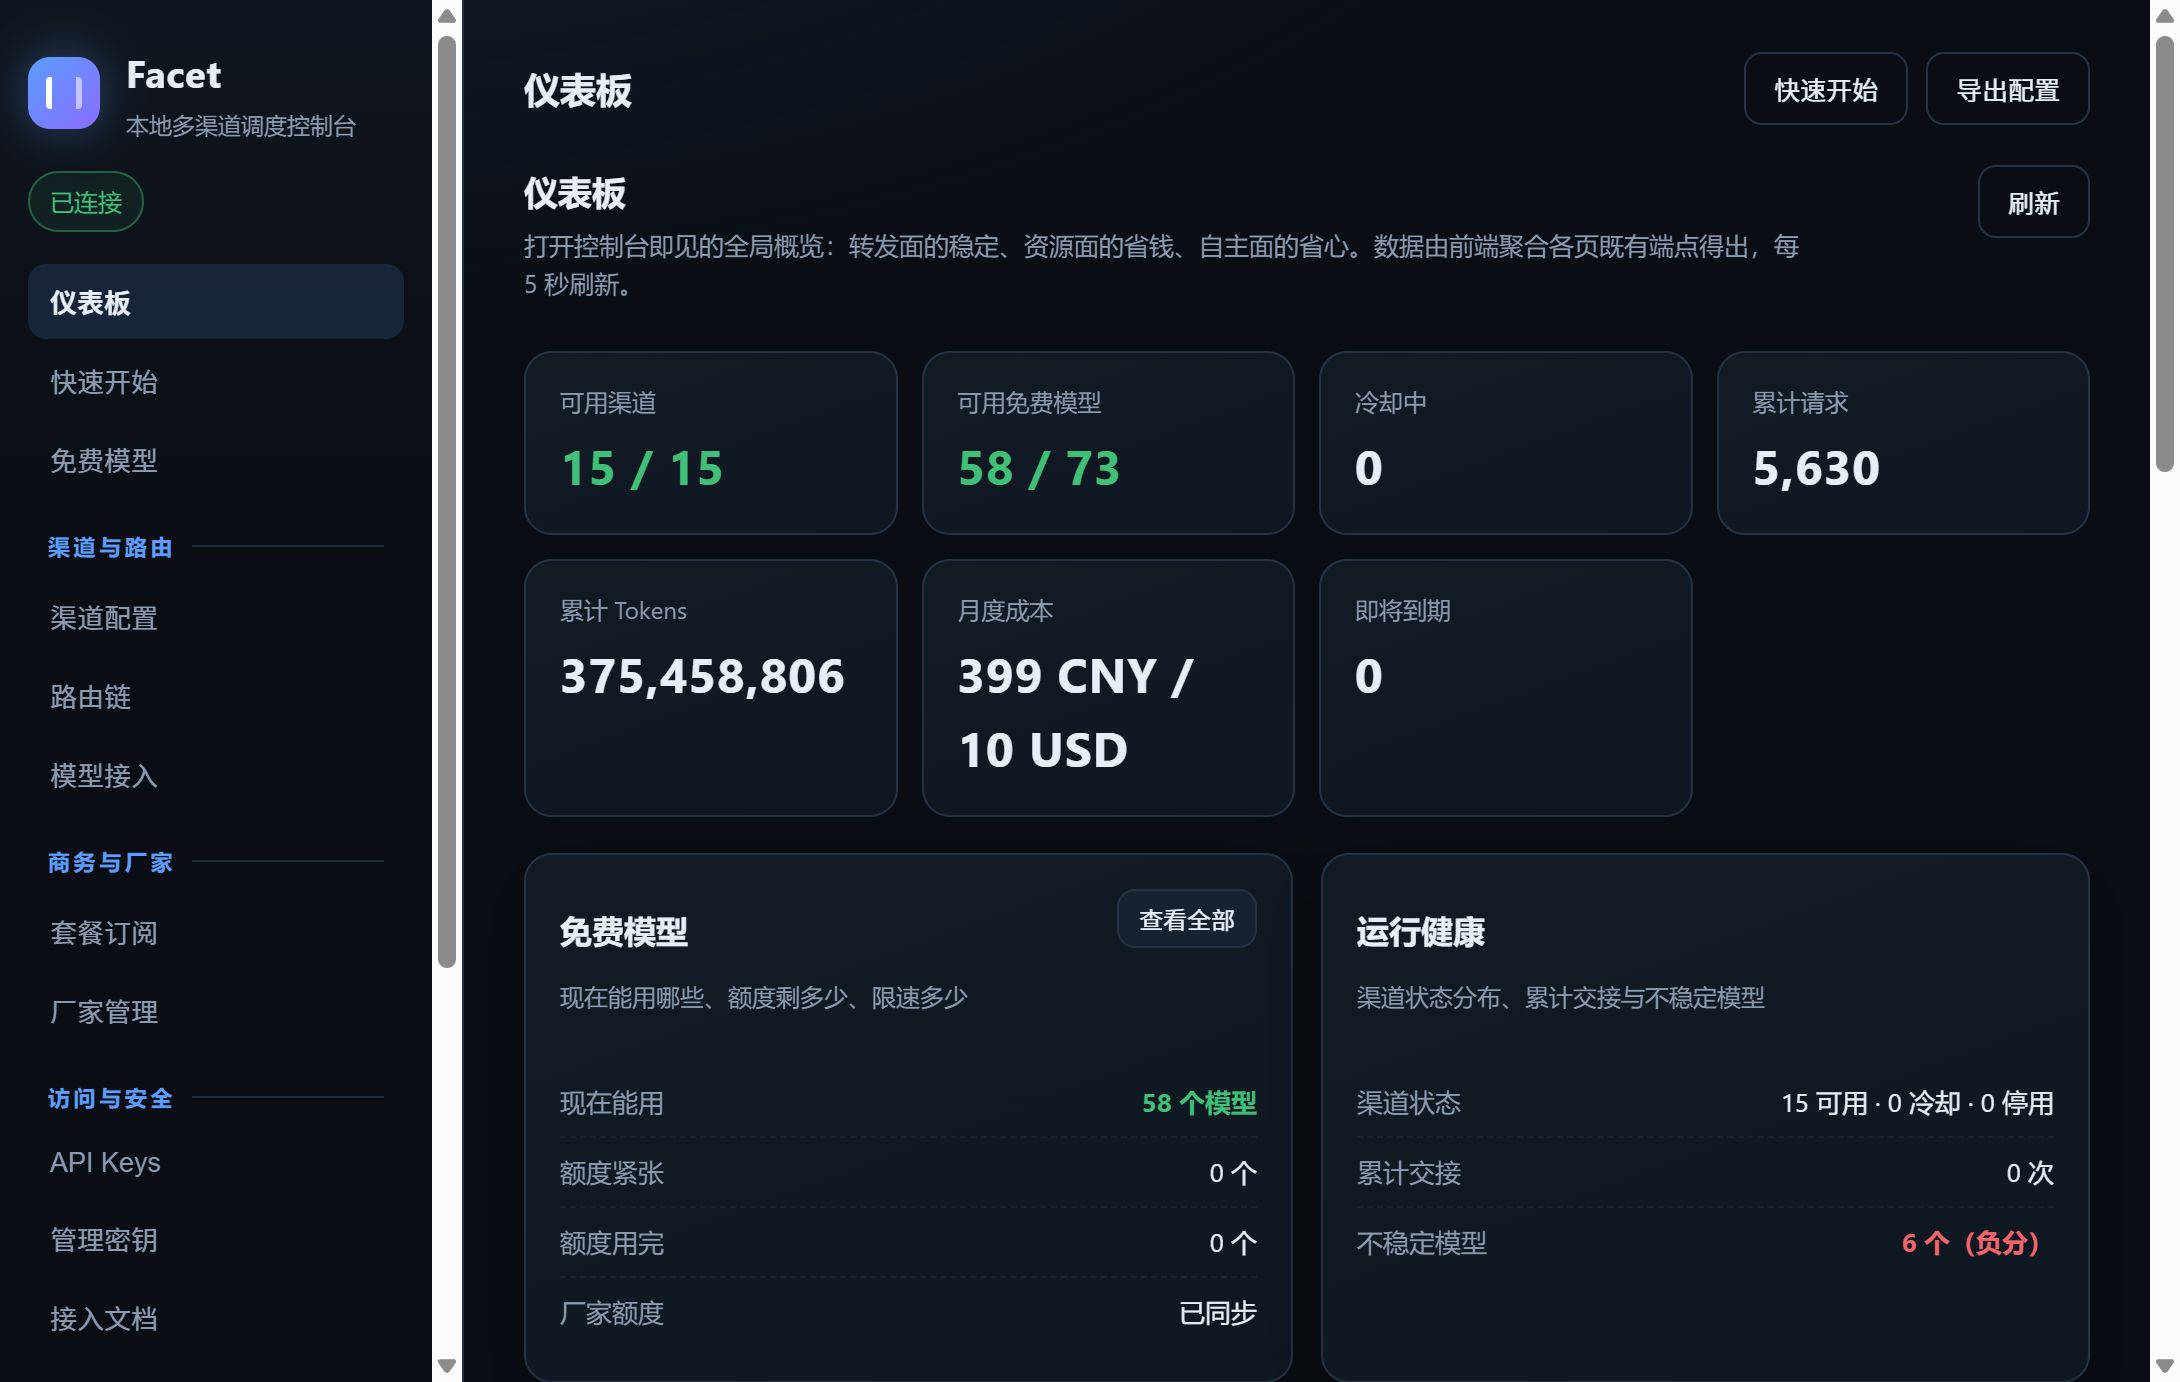 Facet
本地多渠道调度控制台
已连接
仪表板
快速开始
免费模型
渠道与路由
渠道配置
路由链
模型接入
商务与厂家
套餐订阅
厂家管理
访问与安全
API Keys
管理密钥
接入文档
仪表板
快速开始
导出配置
仪表板
刷新
打开控制台即见的全局概览：转发面的稳定、资源面的省钱、自主面的省心。数据由前端聚合各页既有端点得出，每
5 秒刷新。
可用渠道
15 / 15
可用免费模型
58 / 73
冷却中
0
累计请求
5,630
累计 Tokens
375,458,806
月度成本
399 CNY /
10 USD
即将到期
0
免费模型
查看全部
现在能用哪些、额度剩多少、限速多少
现在能用
58 个模型
额度紧张
0 个
额度用完
0 个
厂家额度
已同步
运行健康
渠道状态分布、累计交接与不稳定模型
渠道状态
15 可用 · 0 冷却 · 0 停用
累计交接
0 次
不稳定模型
6 个（负分）